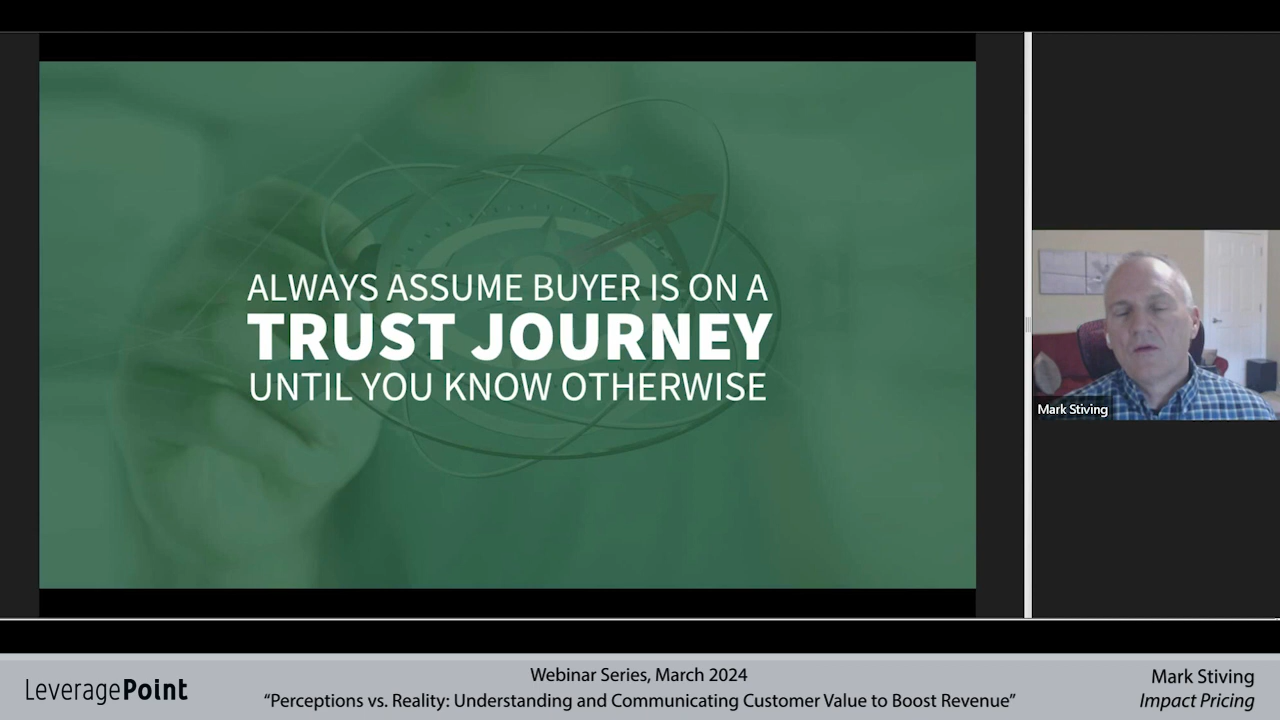 ALWAYS ASSUME BUYER IS ON A
TRUST JOURNEY
UNTIL YOU KNOW OTHERWISE
Mark Stiving
LeveragePoint
Webinar Series, March 2024
“Perceptions vs. Reality: Understanding and Communicating Customer Value to Boost Revenue”
Mark Stiving
Impact Pricing